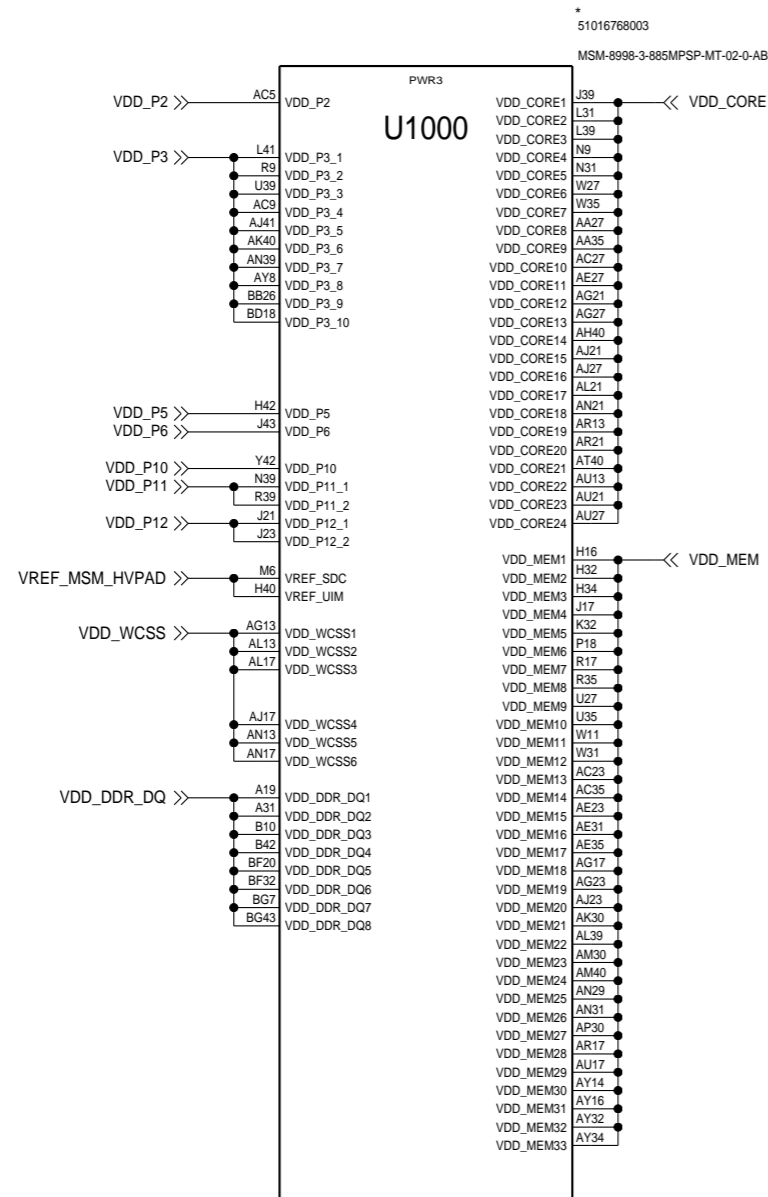 *
51016768003
MSM-8998-3-885MPSP-MT-02-0-AB
PWR3
U1000
VDD_P2 AC5 VDD_P2
VDD_P3 L41 VDD_P3_1
R9 VDD_P3_2
U39 VDD_P3_3
AC9 VDD_P3_4
AJ41 VDD_P3_5
AK40 VDD_P3_6
AN39 VDD_P3_7
AY8 VDD_P3_8
BB26 VDD_P3_9
BD18 VDD_P3_10
VDD_P5 H42 VDD_P5
VDD_P6 J43 VDD_P6
VDD_P10 Y42 VDD_P10
VDD_P11 N39 VDD_P11_1
R39 VDD_P11_2
VDD_P12 J21 VDD_P12_1
J23 VDD_P12_2
VREF_MSM_HVPAD M6 VREF_SDC
H40 VREF_UIM
VDD_WCSS AG13 VDD_WCSS1
AL13 VDD_WCSS2
AL17 VDD_WCSS3
AJ17 VDD_WCSS4
AN13 VDD_WCSS5
AN17 VDD_WCSS6
VDD_DDR_DQ A19 VDD_DDR_DQ1
A31 VDD_DDR_DQ2
B10 VDD_DDR_DQ3
B42 VDD_DDR_DQ4
BF20 VDD_DDR_DQ5
BF32 VDD_DDR_DQ6
BG7 VDD_DDR_DQ7
BG43 VDD_DDR_DQ8
VDD_CORE1 J39 VDD_CORE
VDD_CORE2 L31
VDD_CORE3 L39
VDD_CORE4 N9
VDD_CORE5 N31
VDD_CORE6 W27
VDD_CORE7 W35
VDD_CORE8 AA27
VDD_CORE9 AA35
VDD_CORE10 AC27
VDD_CORE11 AE27
VDD_CORE12 AG21
VDD_CORE13 AG27
VDD_CORE14 AH40
VDD_CORE15 AJ21
VDD_CORE16 AJ27
VDD_CORE17 AL21
VDD_CORE18 AN21
VDD_CORE19 AR13
VDD_CORE20 AR21
VDD_CORE21 AT40
VDD_CORE22 AU13
VDD_CORE23 AU21
VDD_CORE24 AU27
VDD_MEM1 H16 VDD_MEM
VDD_MEM2 H32
VDD_MEM3 H34
VDD_MEM4 J17
VDD_MEM5 K32
VDD_MEM6 P18
VDD_MEM7 R17
VDD_MEM8 R35
VDD_MEM9 U27
VDD_MEM10 U35
VDD_MEM11 W11
VDD_MEM12 W31
VDD_MEM13 AC23
VDD_MEM14 AC35
VDD_MEM15 AE23
VDD_MEM16 AE31
VDD_MEM17 AE35
VDD_MEM18 AG17
VDD_MEM19 AG23
VDD_MEM20 AJ23
VDD_MEM21 AK30
VDD_MEM22 AL39
VDD_MEM23 AM30
VDD_MEM24 AM40
VDD_MEM25 AN29
VDD_MEM26 AN31
VDD_MEM27 AP30
VDD_MEM28 AR17
VDD_MEM29 AU17
VDD_MEM30 AY14
VDD_MEM31 AY16
VDD_MEM32 AY32
VDD_MEM33 AY34